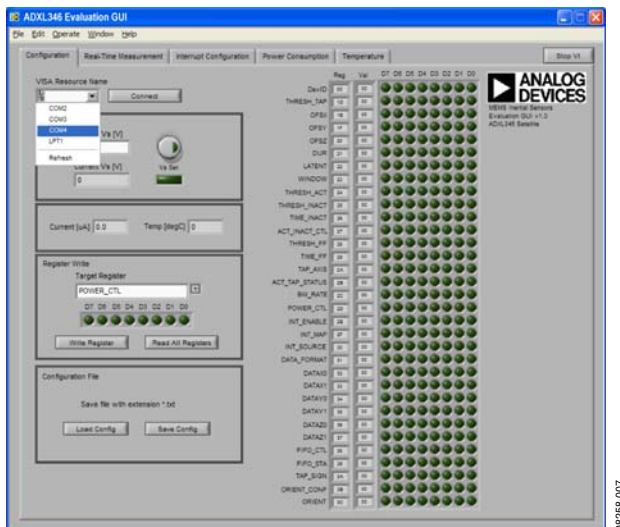 ADXL346 Evaluation GUI
File Edit Operate Window Help
Configuration Real-Time Measurement Interrupt Configuration Power Consumption Temperature Stop VI
VISA Resource Name
Connect
COM2
COM3
COM4
LPT1
Refresh
Vs [V]
Current Vs [V]
0
Vs Set
Current [uA] 0.0 Temp [degC] 0
Register Write
Target Register
POWER_CTL
D7 D6 D5 D4 D3 D2 D1 D0
Write Register Read All Registers
Configuration File
Save file with extension *.txt
Load Config Save Config
Reg Val D7 D6 D5 D4 D3 D2 D1 D0
DevID
THRESH_TAP
OFSX
OFSY
OFSZ
DUR
LATENT
WINDOW
THRESH_ACT
THRESH_INACT
TIME_INACT
ACT_INACT_CTL
THRESH_FF
TIME_FF
TAP_AXIS
ACT_TAP_STATUS
BW_RATE
POWER_CTL
INT_ENABLE
INT_MAP
INT_SOURCE
DATA_FORMAT
DATAX0
DATAX1
DATAY0
DATAY1
DATAZ0
DATAZ1
FIFO_CTL
FIFO_STA
TAP_SIGN
ORIENT_CONF
ORIENT
ANALOG
DEVICES
MEMS Inertial Sensors
Evaluation GUI v1.0
ADXL346 Satellite
08258-007